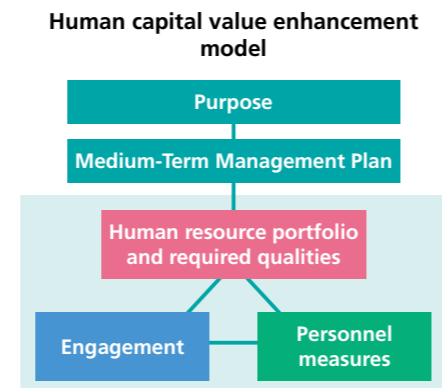 Human capital value enhancement
model
Purpose
Medium-Term Management Plan
Human resource portfolio
and required qualities
Engagement
Personnel
measures